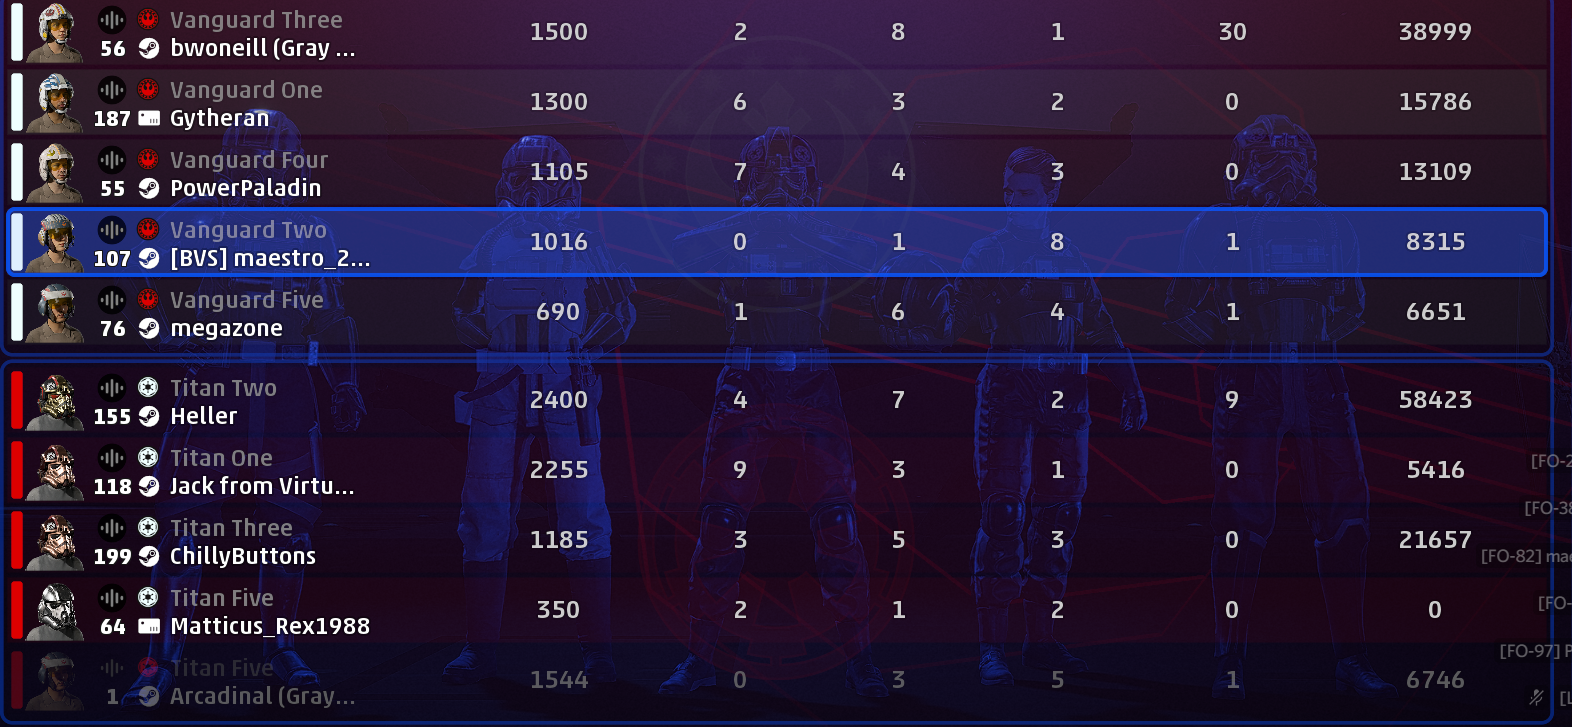 Vanguard Three
56 bwoneill (Gray ... 1500 2 8 1 30 38999
Vanguard One
187 Gytheran 1300 6 3 2 0 15786
Vanguard Four
55 PowerPaladin 1105 7 4 3 0 13109
Vanguard Two
107 [BVS] maestro_2... 1016 0 1 8 1 8315
Vanguard Five
76 megazone 690 1 6 4 1 6651
Titan Two
155 Heller 2400 4 7 2 9 58423
Titan One
118 Jack from Virtu... 2255 9 3 1 0 5416
[FO-2
Titan Three
[FO-38
199 ChillyButtons 1185 3 5 3 0 21657
[FO-82] mae
Titan Five
[FO-
64 Matticus_Rex1988 350 2 1 2 0 0
[FO-97] P
Titan Five
1 Arcadinal (Gray... 1544 0 3 5 1 6746
[L